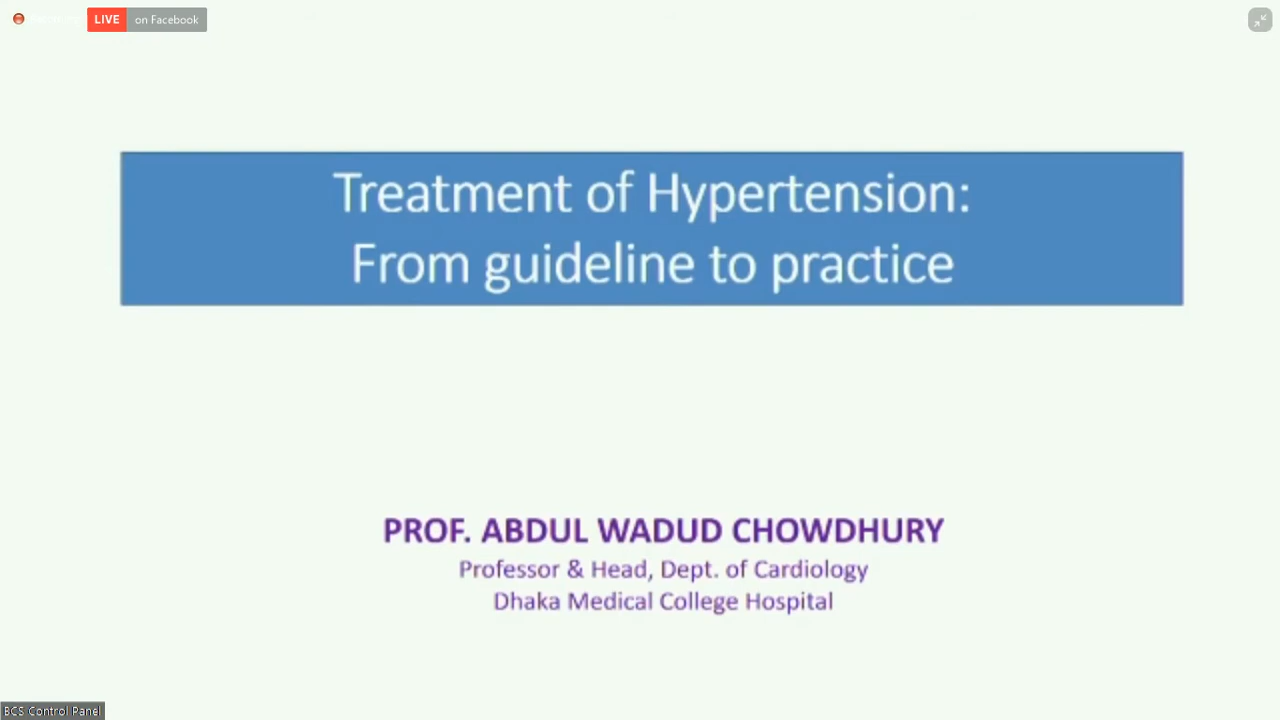 LIVE on Facebook
Treatment of Hypertension:
From guideline to practice
PROF. ABDUL WADUD CHOWDHURY
Professor & Head, Dept. of Cardiology
Dhaka Medical College Hospital
BCS Control Panel